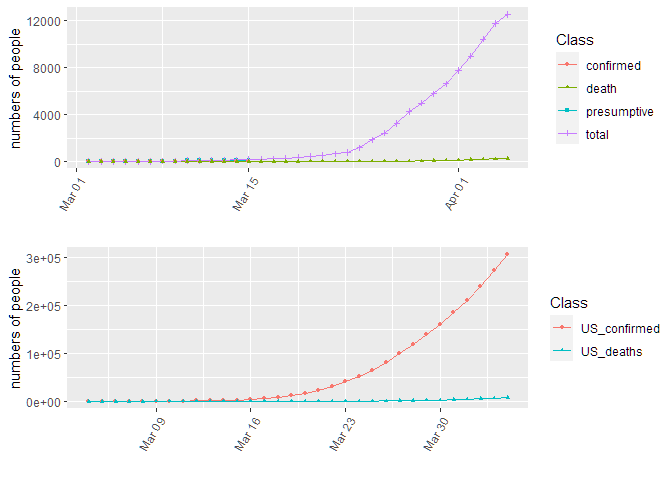 numbers of people
12000
8000
4000
0
Mar 01
Mar 15
Apr 01
Class
confirmed
death
presumptive
total
numbers of people
3e+05
2e+05
1e+05
0e+00
Mar 09
Mar 16
Mar 23
Mar 30
Class
US_confirmed
US_deaths